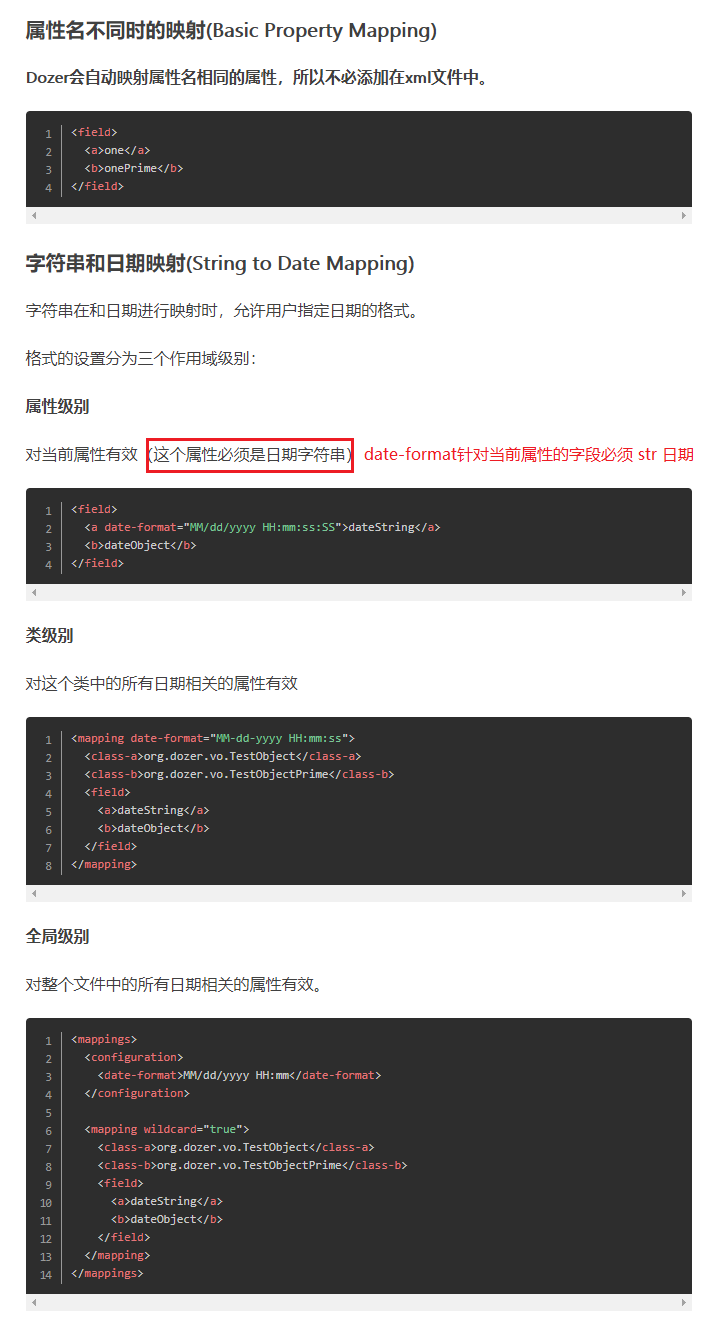 属性名不同时的映射(Basic Property Mapping)
Dozer会自动映射属性名相同的属性，所以不必添加在xml文件中。
1 <field>
2   <a>one</a>
3   <b>onePrime</b>
4 </field>
字符串和日期映射(String to Date Mapping)
字符串在和日期进行映射时，允许用户指定日期的格式。
格式的设置分为三个作用域级别：
属性级别
对当前属性有效（这个属性必须是日期字符串） date-format针对当前属性的字段必须 str 日期
1 <field>
2   <a date-format="MM/dd/yyyy HH:mm:ss:SS">dateString</a>
3   <b>dateObject</b>
4 </field>
类级别
对这个类中的所有日期相关的属性有效
1 <mapping date-format="MM-dd-yyyy HH:mm:ss">
2   <class-a>org.dozer.vo.TestObject</class-a>
3   <class-b>org.dozer.vo.TestObjectPrime</class-b>
4   <field>
5     <a>dateString</a>
6     <b>dateObject</b>
7   </field>
8 </mapping>
全局级别
对整个文件中的所有日期相关的属性有效。
1 <mappings>
2   <configuration>
3     <date-format>MM/dd/yyyy HH:mm</date-format>
4   </configuration>
5
6   <mapping wildcard="true">
7     <class-a>org.dozer.vo.TestObject</class-a>
8     <class-b>org.dozer.vo.TestObjectPrime</class-b>
9     <field>
10       <a>dateString</a>
11       <b>dateObject</b>
12     </field>
13   </mapping>
14 </mappings>